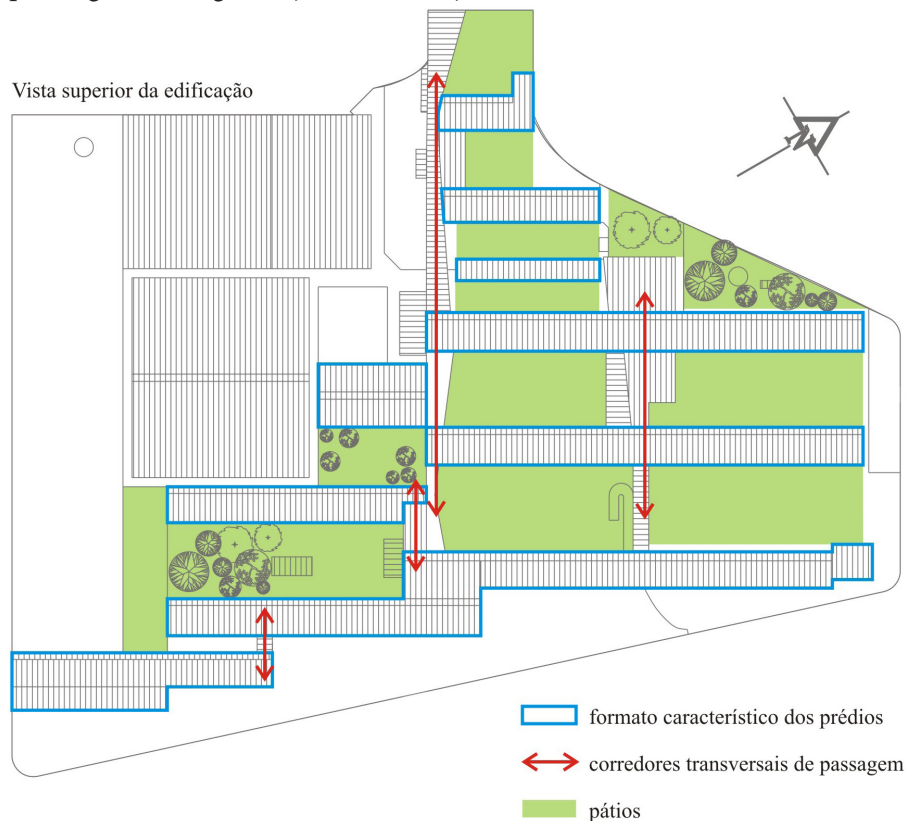 Vista superior da edificação
N
formato característico dos prédios
corredores transversais de passagem
pátios